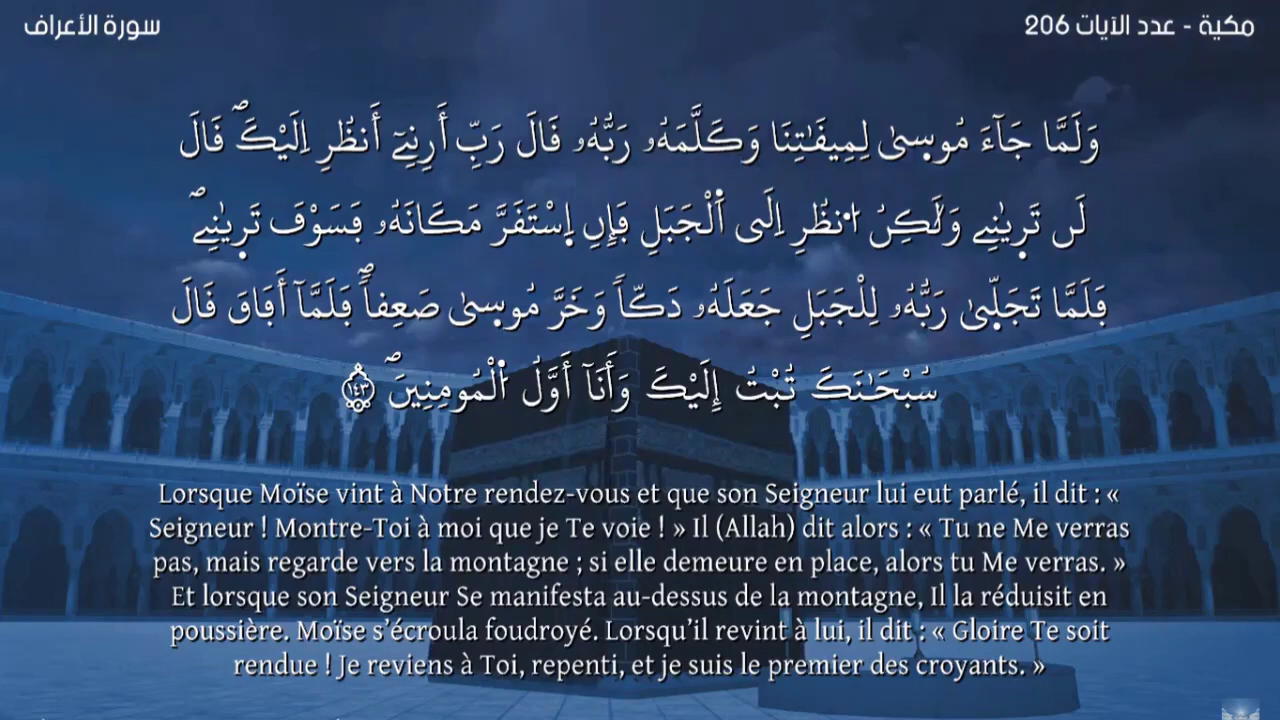 مكية - عدد الآيات 206
سورة الأعراف
وَلَمَّا جَآءَ مُوسۭىٰ لِمِيقَٰتِنَا وَكَلَّمَهُۥ رَبُّهُۥ قَالَ رَبِّ أَرِنِےٓ أَنظُرِ اِلَيْكَۖ قَالَ
لَن تَرۭيٰنِے وَلَٰكِنُ اٰ۟نظُرِ اِلَى اَ۬لْجَبَلِ فَإِنِ اِ۪سْتَقَرَّ مَكَانَهُۥ فَسَوْفَ تَرۭيٰنِےۖ
فَلَمَّا تَجَلّۭىٰ رَبُّهُۥ لِلْجَبَلِ جَعَلَهُۥ دَكّاٗ وَخَرَّ مُوسۭىٰ صَعِقاٗۖ فَلَمَّآ أَفَاقَ قَالَ
سُبْحَٰنَكَ تُبْتُ إِلَيْكَ وَأَنَآ أَوَّلُ اُ۬لْمُومِنِينَۖ ١٤٣
Lorsque Moïse vint à Notre rendez-vous et que son Seigneur lui eut parlé, il dit : «
Seigneur ! Montre-Toi à moi que je Te voie ! » Il (Allah) dit alors : « Tu ne Me verras
pas, mais regarde vers la montagne ; si elle demeure en place, alors tu Me verras. »
Et lorsque son Seigneur Se manifesta au-dessus de la montagne, Il la réduisit en
poussière. Moïse s’écroula foudroyé. Lorsqu’il revint à lui, il dit : « Gloire Te soit
rendue ! Je reviens à Toi, repenti, et je suis le premier des croyants. »